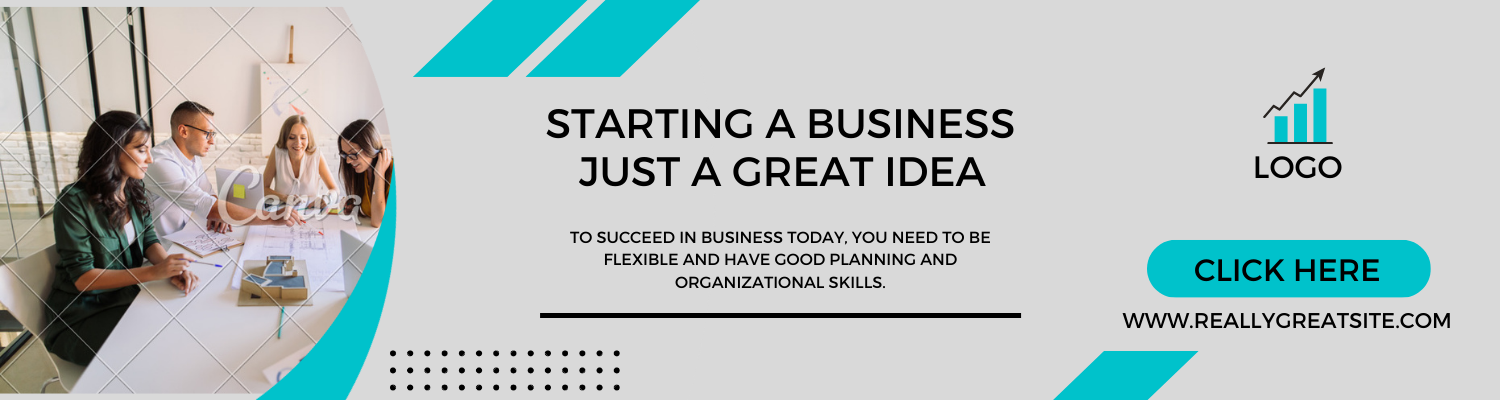 Canva
STARTING A BUSINESS
JUST A GREAT IDEA
TO SUCCEED IN BUSINESS TODAY, YOU NEED TO BE
FLEXIBLE AND HAVE GOOD PLANNING AND
ORGANIZATIONAL SKILLS.
LOGO
CLICK HERE
WWW.REALLYGREATSITE.COM